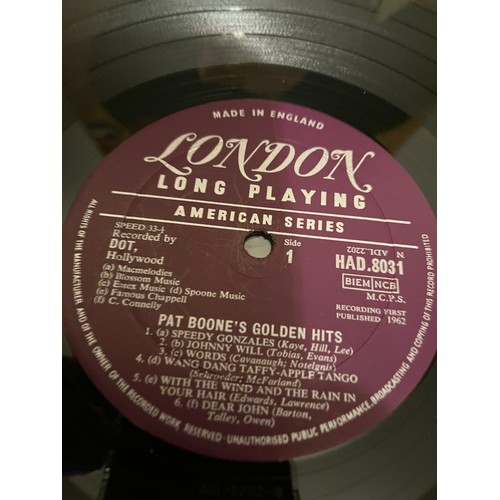 MADE IN ENGLAND
LONDON
LONG PLAYING
AMERICAN SERIES
SPEED 33⅓
Recorded by
DOT,
Hollywood
(a) Macmelodies
(b) Blossom Music
(c) Essex Music (d) Spoone Music
(e) Famous Chappell
(f) C. Connelly
Side
1
N ADL.2202
HAD.8031
BIEM NCB
M.C.P.S.
RECORDING FIRST
PUBLISHED 1962
PAT BOONE'S GOLDEN HITS
1. (a) SPEEDY GONZALES (Kaye, Hill, Lee)
2. (b) JOHNNY WILL (Tobias, Evans)
3. (c) WORDS (Cavanaugh; Notelgnis)
4. (d) WANG DANG TAFFY-APPLE TANGO
(Schroeder; McFarland)
5. (e) WITH THE WIND AND THE RAIN IN
YOUR HAIR (Edwards, Lawrence)
6. (f) DEAR JOHN (Barton,
Talley, Owen)
ALL RIGHTS OF THE MANUFACTURER AND OF THE OWNER OF THE RECORDED WORK RESERVED · UNAUTHORISED PUBLIC PERFORMANCE, BROADCASTING AND COPYING OF THIS RECORD PROHIBITED